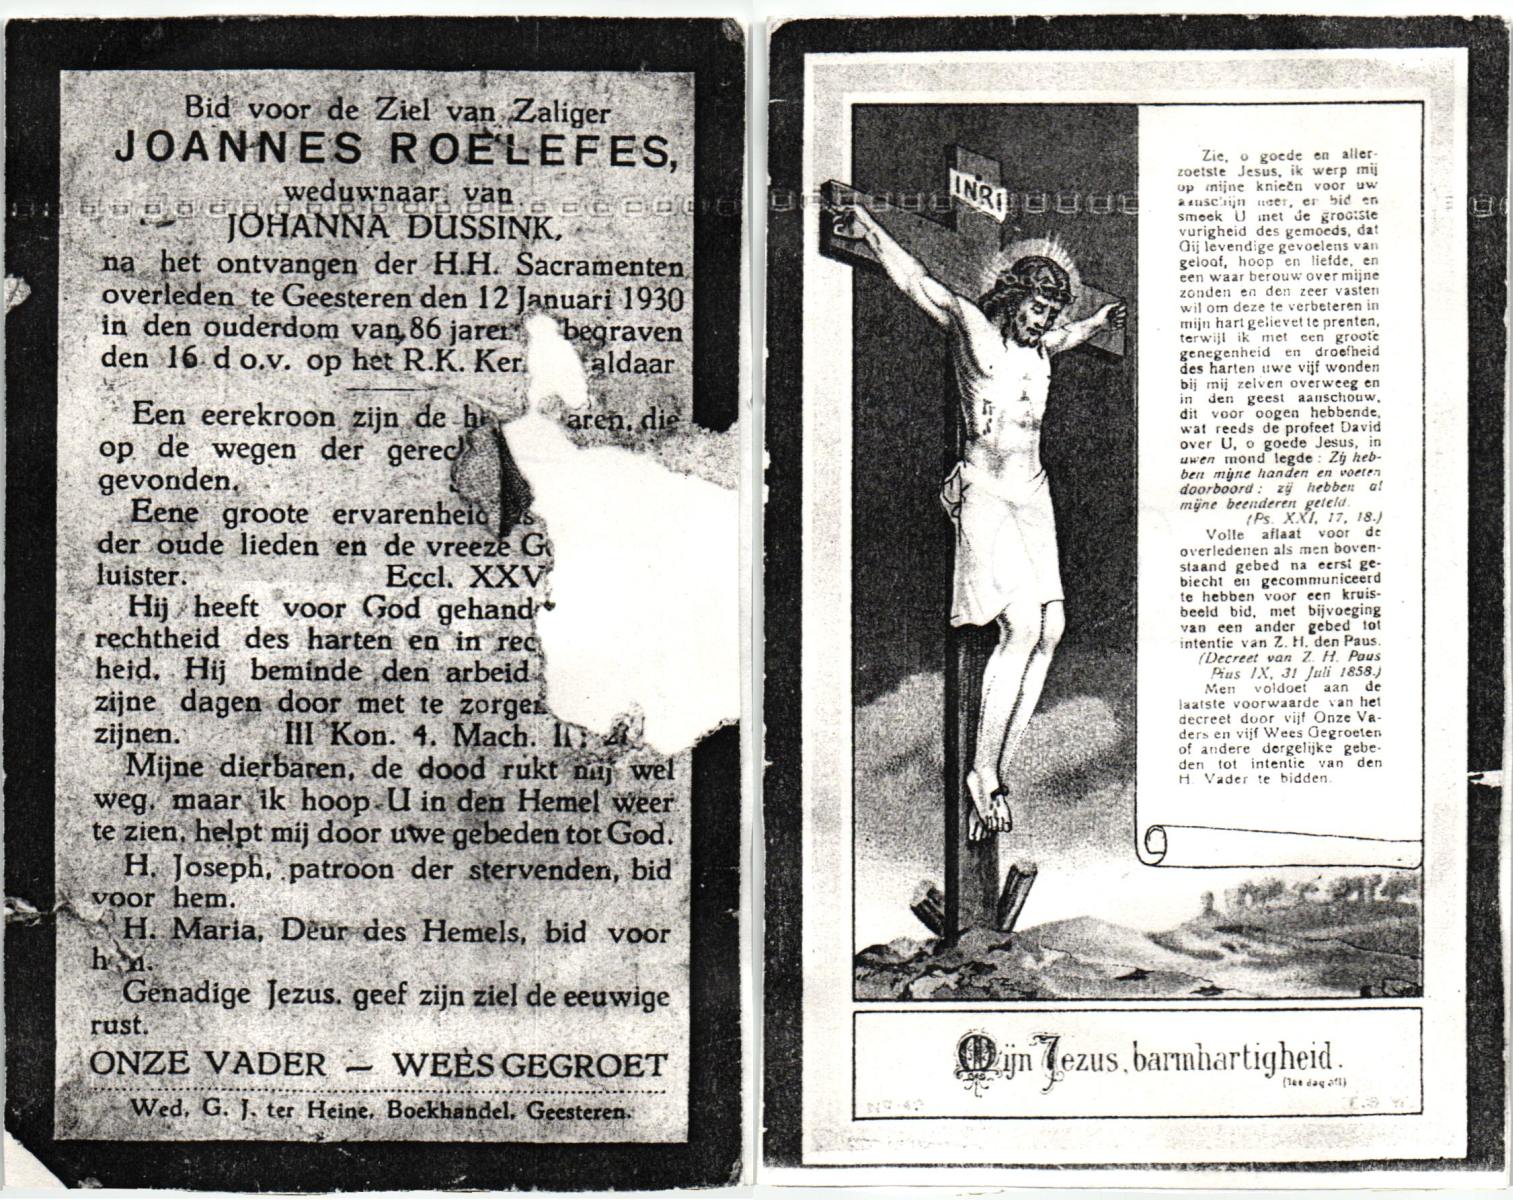 Bid voor de Ziel van Zaliger
JOANNES ROELEFES,
weduwnaar van
JOHANNA DUSSINK,
na het ontvangen der H.H. Sacramenten
overleden te Geesteren den 12 Januari 1930
in den ouderdom van 86 jaren begraven
den 16 d o.v. op het R.K. Ker aldaar
Een eerekroon zijn de aren, die
op de wegen der gerec
gevonden.
Eene groote ervarenheid is
der oude lieden en de vreeze G
luister. Eccl. XXV
Hij heeft voor God gehand
rechtheid des harten en in rec
heid. Hij beminde den arbeid
zijne dagen door met te zorgen
zijnen. III Kon. 4. Mach. II
Mijne dierbaren, de dood rukt mij wel
weg, maar ik hoop U in den Hemel weer
te zien, helpt mij door uwe gebeden tot God.
H. Joseph, patroon der stervenden, bid
voor hem.
H. Maria, Deur des Hemels, bid voor
h m.
Genadige Jezus, geef zijn ziel de eeuwige
rust.
ONZE VADER — WEES GEGROET
Wed. G. J. ter Heine, Boekhandel, Geesteren.
INRI
Zie, o goede en aller-
zoetste Jesus, ik werp mij
op mijne knieën voor uw
aanschijn neer, en bid en
smeek U met de grootste
vurigheid des gemoeds, dat
Gij levendige gevoelens van
geloof, hoop en liefde, en
een waar berouw over mijne
zonden en den zeer vasten
wil om deze te verbeteren in
mijn hart gelievet te prenten,
terwijl ik met een groote
genegenheid en droefheid
des harten uwe vijf wonden
bij mij zelven overweeg en
in den geest aanschouw,
dit voor oogen hebbende,
wat reeds de profeet David
over U, o goede Jesus, in
uwen mond legde : Zij heb-
ben mijne handen en voeten
doorboord ; zij hebben al
mijne beenderen geteld.
(Ps. XXI, 17, 18.)
Volle aflaat voor de
overledenen als men boven-
staand gebed na eerst ge-
biecht en gecommuniceerd
te hebben voor een kruis-
beeld bid, met bijvoeging
van een ander gebed tot
intentie van Z. H. den Paus.
(Decreet van Z. H. Paus
Pius IX, 31 Juli 1858.)
Men voldoet aan de
laatste voorwaarde van het
decreet door vijf Onze Va-
ders en vijf Wees Gegroeten
of andere dergelijke gebe-
den tot intentie van den
H. Vader te bidden.
Mijn Jezus, barmhartigheid.